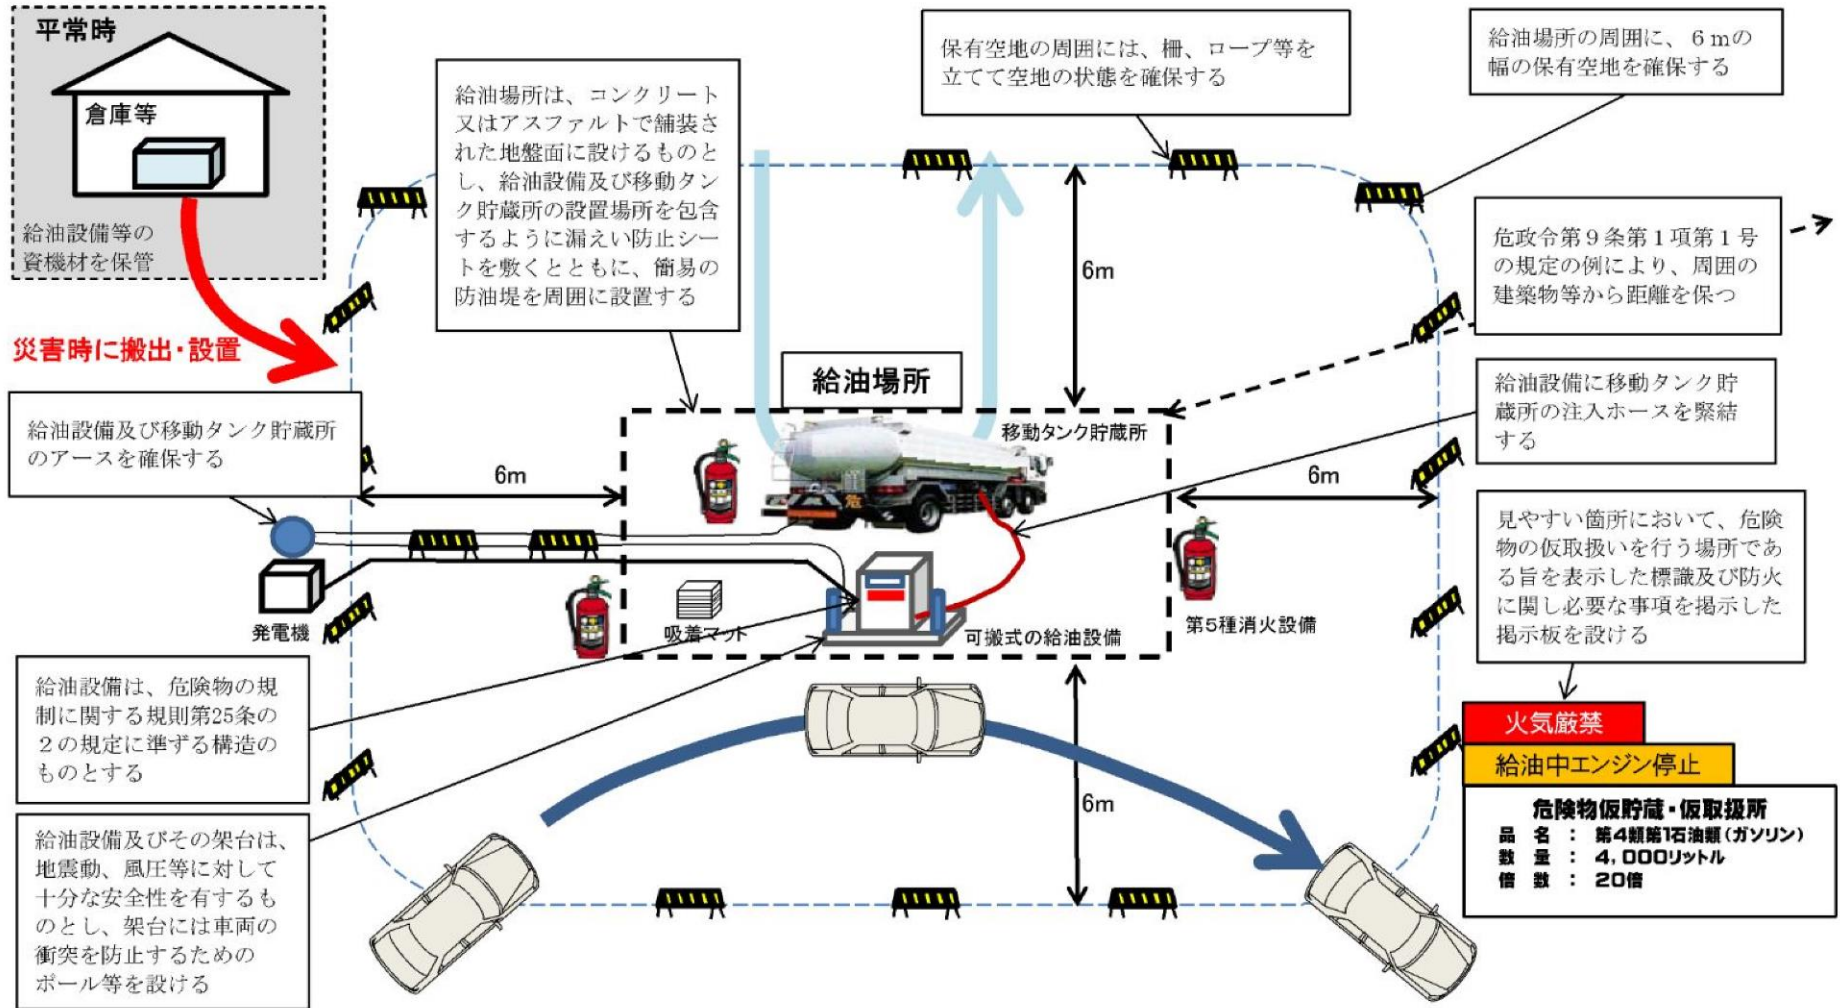 平常時
倉庫等
給油設備等の
資機材を保管
災害時に搬出・設置
給油場所は、コンクリート
又はアスファルトで舗装さ
れた地盤面に設けるものと
し、給油設備及び移動タン
ク貯蔵所の設置場所を包含
するように漏えい防止シー
トを敷くとともに、簡易の
防油堤を周囲に設置する
保有空地の周囲には、柵、ロープ等を
立てて空地の状態を確保する
給油場所の周囲に、6mの
幅の保有空地を確保する
危政令第9条第1項第1号
の規定の例により、周囲の
建築物等から距離を保つ
6m
給油場所
移動タンク貯蔵所
給油設備に移動タンク貯
蔵所の注入ホースを緊結
する
給油設備及び移動タンク貯蔵所
のアースを確保する
6m
6m
危
見やすい箇所において、危険
物の仮取扱いを行う場所であ
る旨を表示した標識及び防火
に関し必要な事項を掲示した
掲示板を設ける
発電機
吸着マット
可搬式の給油設備
第5種消火設備
給油設備は、危険物の規
制に関する規則第25条の
2の規定に準ずる構造の
ものとする
給油設備及びその架台は、
地震動、風圧等に対して
十分な安全性を有するも
のとし、架台には車両の
衝突を防止するための
ポール等を設ける
6m
火気厳禁
給油中エンジン停止
危険物仮貯蔵・仮取扱所
品 名 : 第4類第1石油類(ガソリン)
数 量 : 4,000リットル
倍 数 : 20倍